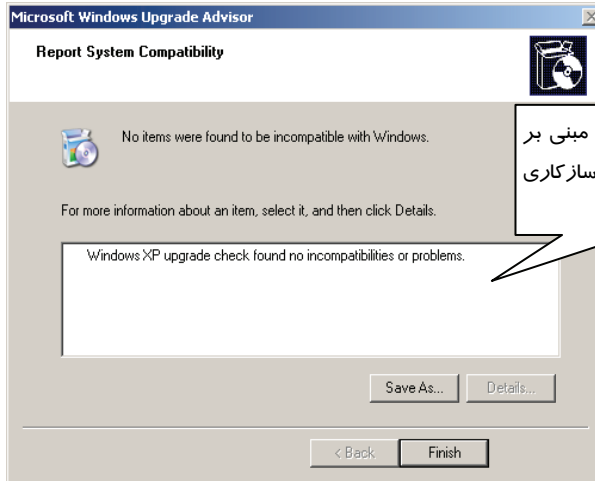 Microsoft Windows Upgrade Advisor
Report System Compatibility
No items were found to be incompatible with Windows.
مبنی بر
سازکاری
For more information about an item, select it, and then click Details.
Windows XP upgrade check found no incompatibilities or problems.
Save As...
Details...
< Back
Finish